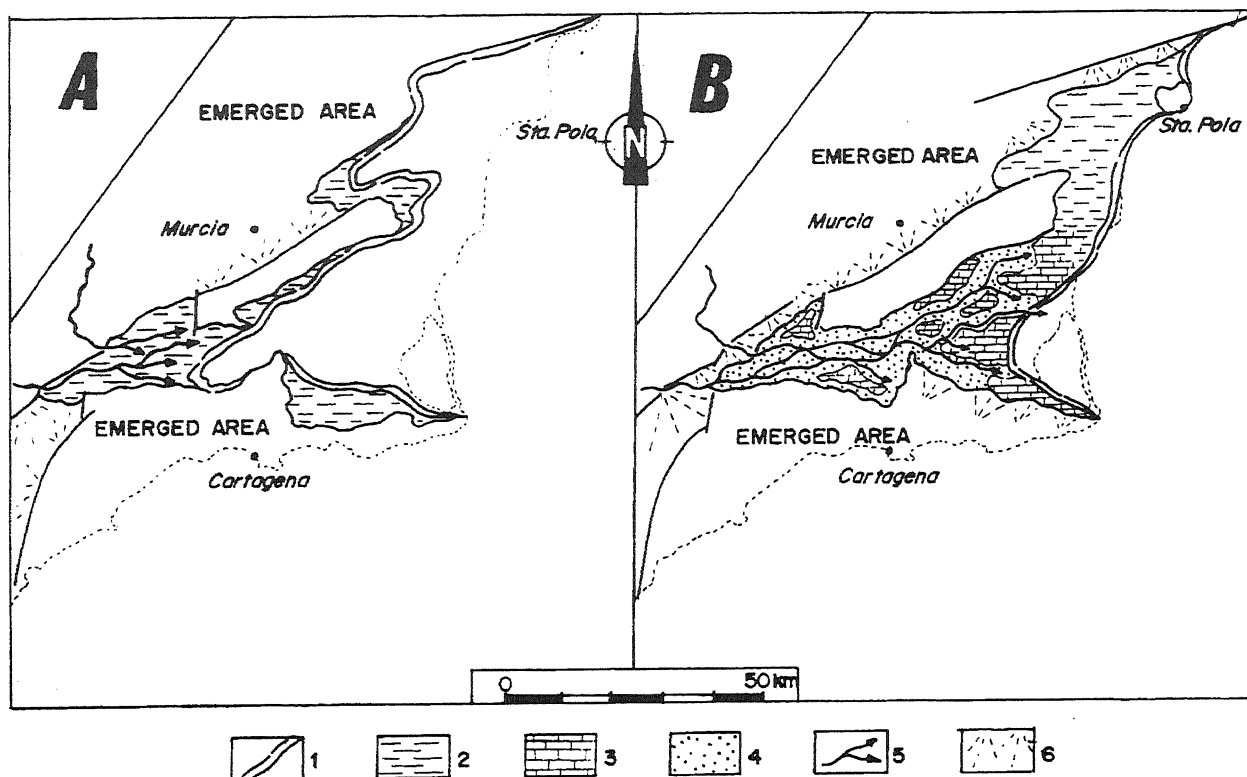 A
EMERGED AREA
Sta. Pola
Murcia
EMERGED AREA
Cartagena
N
B
EMERGED AREA
Sta. Pola
Murcia
EMERGED AREA
Cartagena
0 50 km
1 2 3 4 5 6